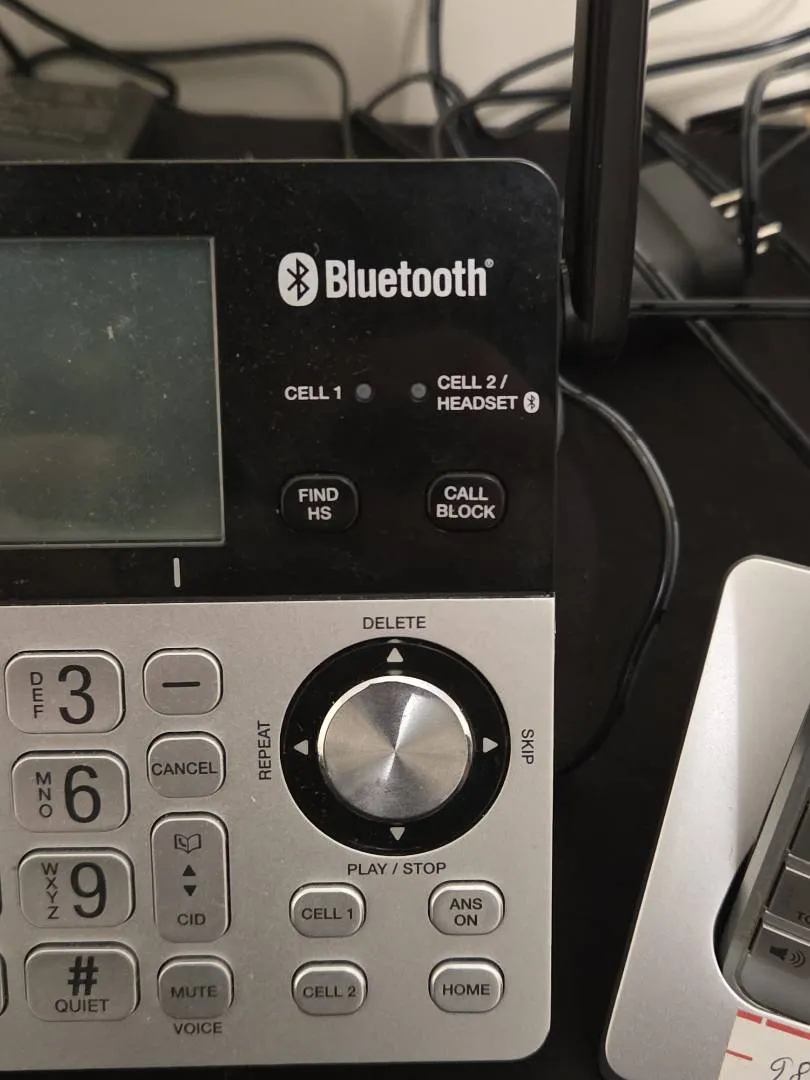 Bluetooth®
CELL 1
CELL 2 /
HEADSET
FIND
HS
CALL
BLOCK
DELETE
REPEAT
SKIP
PLAY / STOP
DEF 3
CANCEL
MNO 6
WXYZ 9
CID
#
QUIET
MUTE
VOICE
CELL 1
ANS
ON
CELL 2
HOME
98